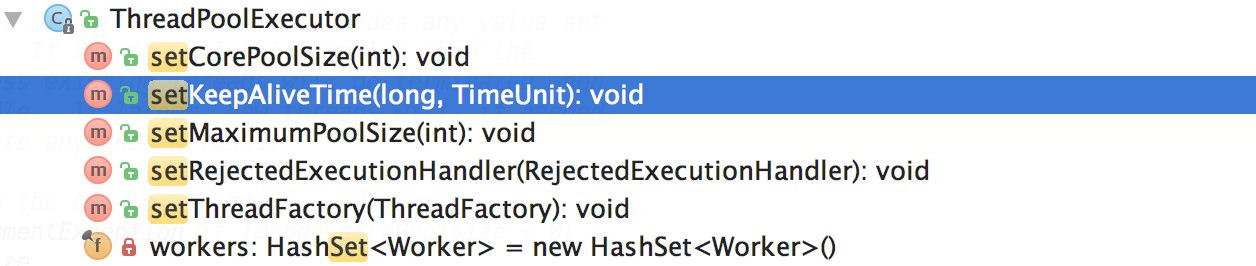 ThreadPoolExecutor
m setCorePoolSize(int): void
m setKeepAliveTime(long, TimeUnit): void
m setMaximumPoolSize(int): void
m setRejectedExecutionHandler(RejectedExecutionHandler): void
m setThreadFactory(ThreadFactory): void
f workers: HashSet<Worker> = new HashSet<Worker>()